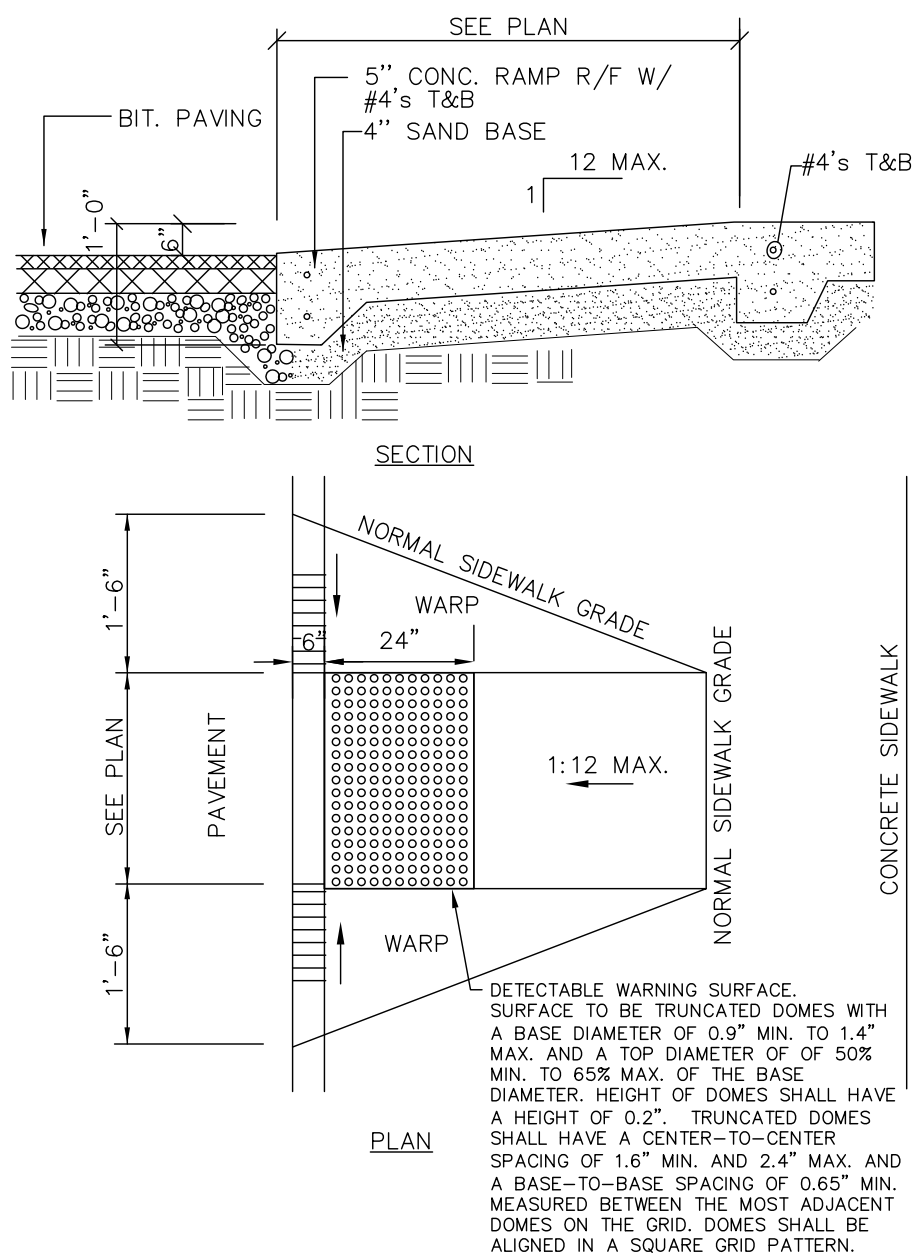 SEE PLAN
5'' CONC. RAMP R/F W/
#4's T&B
BIT. PAVING
4'' SAND BASE
12 MAX.
1
#4's T&B
1'-0''
6''
SECTION
NORMAL SIDEWALK GRADE
1'-6''
WARP
6''
24''
SEE PLAN
PAVEMENT
1:12 MAX.
NORMAL SIDEWALK GRADE
CONCRETE SIDEWALK
1'-6''
WARP
DETECTABLE WARNING SURFACE.
SURFACE TO BE TRUNCATED DOMES WITH
A BASE DIAMETER OF 0.9'' MIN. TO 1.4''
MAX. AND A TOP DIAMETER OF OF 50%
MIN. TO 65% MAX. OF THE BASE
DIAMETER. HEIGHT OF DOMES SHALL HAVE
A HEIGHT OF 0.2''. TRUNCATED DOMES
SHALL HAVE A CENTER-TO-CENTER
SPACING OF 1.6'' MIN. AND 2.4'' MAX. AND
A BASE-TO-BASE SPACING OF 0.65'' MIN.
MEASURED BETWEEN THE MOST ADJACENT
DOMES ON THE GRID. DOMES SHALL BE
ALIGNED IN A SQUARE GRID PATTERN.
PLAN